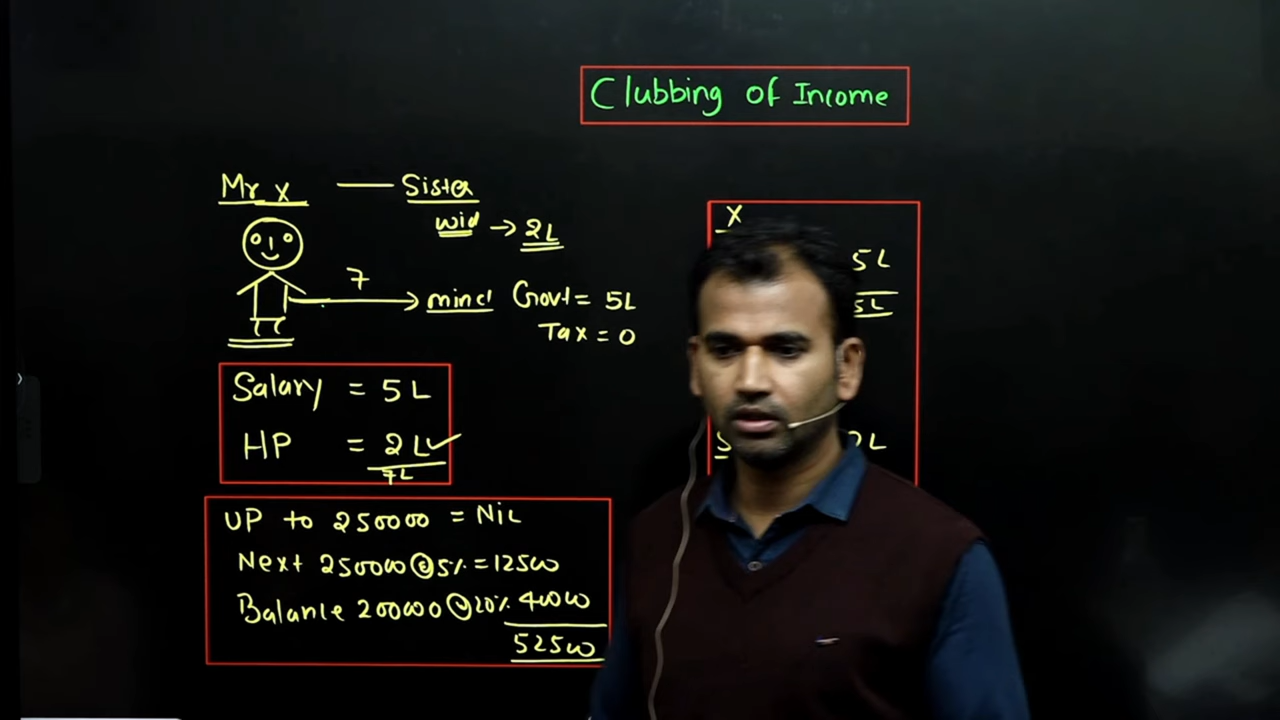 Clubbing of Income
Mr X — Sister
wid → 2L
7
mind Govt = 5L
Tax = 0
Salary = 5L
HP = 2L ✓
7L
UP to 250000 = NiL
Next 250000 @ 5% = 12500
Balance 200000 @ 20% 40000
52500
X
5L
5L
2L